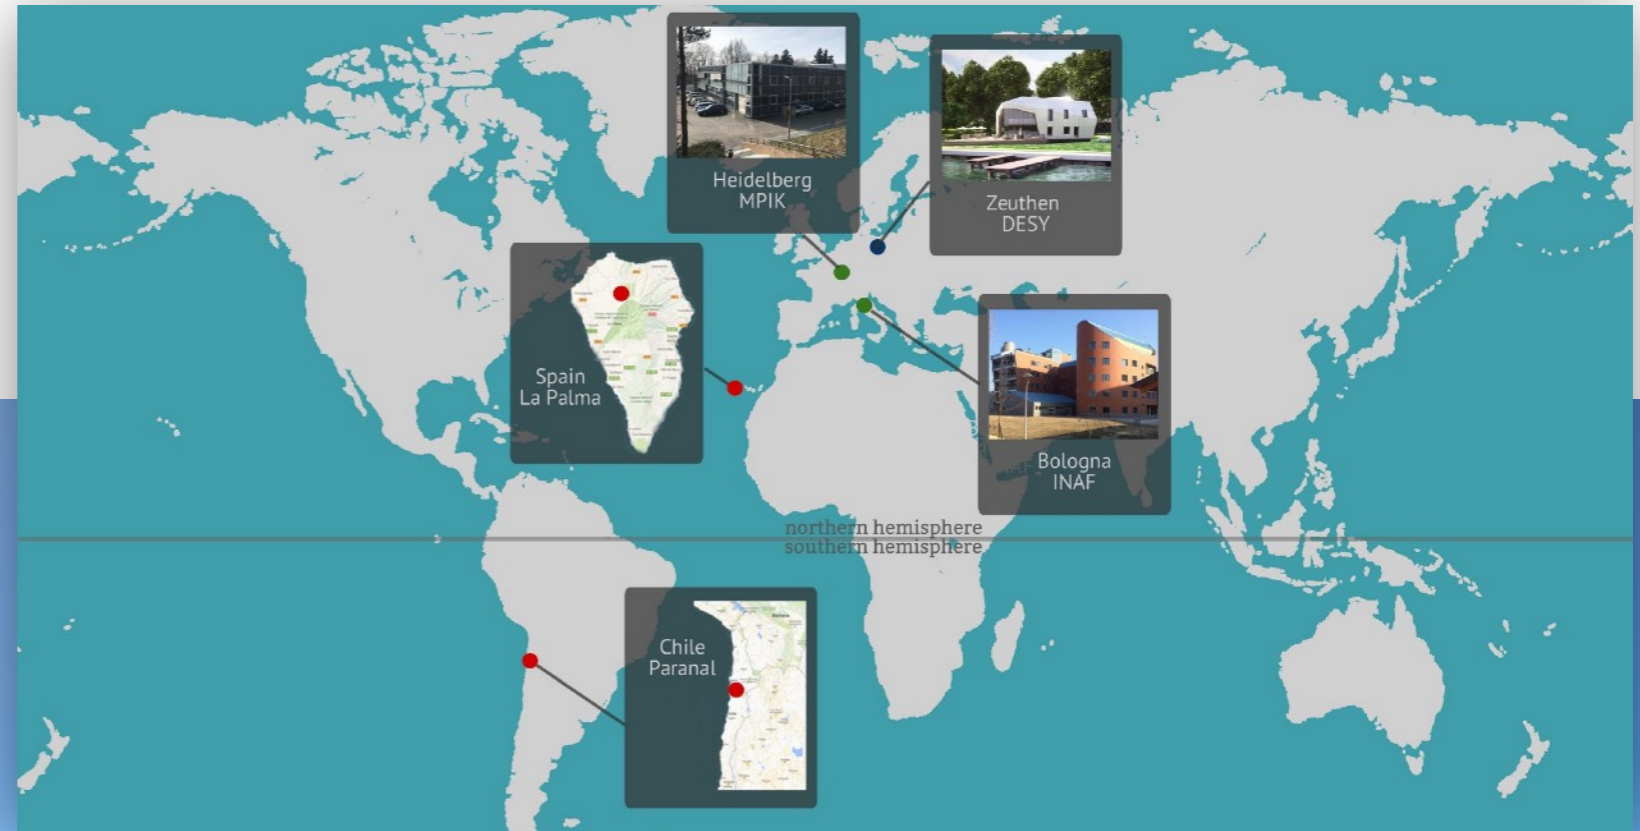 Heidelberg
MPIK
Zeuthen
DESY
Spain
La Palma
Bologna
INAF
northern hemisphere
southern hemisphere
Chile
Paranal